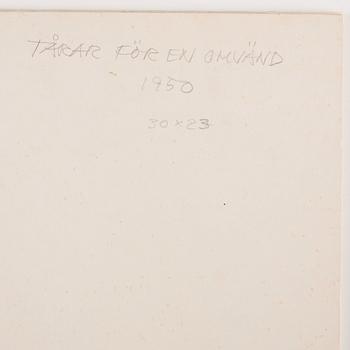 TÅRAR FÖR EN OMVÄND
1950
30 × 23